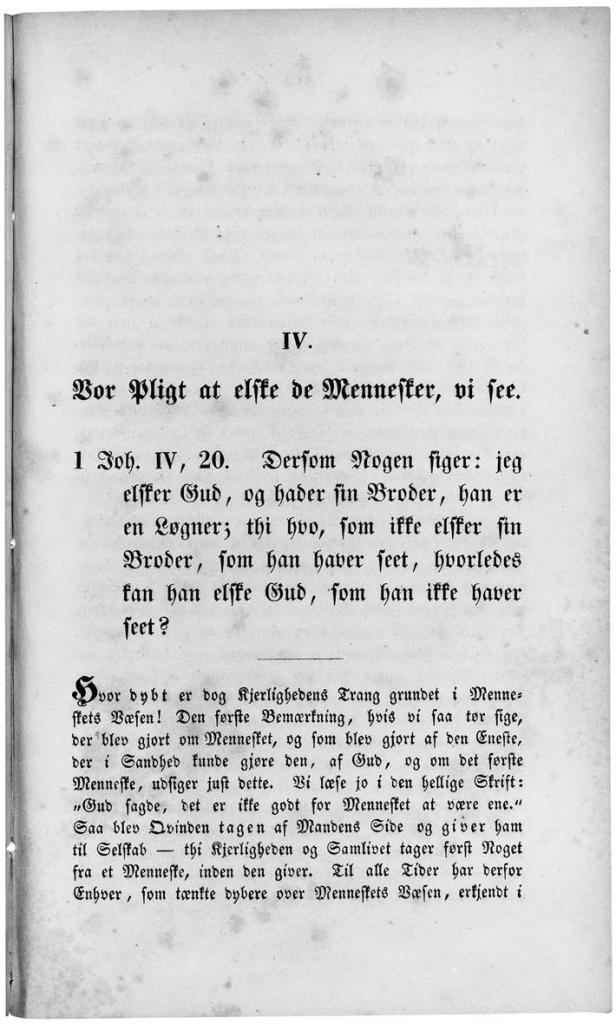 IV.
Vor Pligt at elske de Mennesker, vi see.
1 Joh. IV, 20. Dersom Nogen siger: jeg
elsker Gud, og hader sin Broder, han er
en Løgner; thi hvo, som ikke elsker sin
Broder, som han haver seet, hvorledes
kan han elske Gud, som han ikke haver
seet?
Hvor dybt er dog Kjerlighedens Trang grundet i Menne-
skets Væsen! Den første Bemærkning, hvis vi saa tør sige,
der blev gjort om Mennesket, og som blev gjort af den Eneste,
der i Sandhed kunde gjøre den, af Gud, og om det første
Menneske, udsiger just dette. Vi læse jo i den hellige Skrift:
„Gud sagde, det er ikke godt for Mennesket at være ene.“
Saa blev Qvinden tagen af Mandens Side og giver ham
til Selskab — thi Kjerligheden og Samlivet tager først Noget
fra et Menneske, inden den giver. Til alle Tider har derfor
Enhver, som tænkte dybere over Menneskets Væsen, erkjendt i